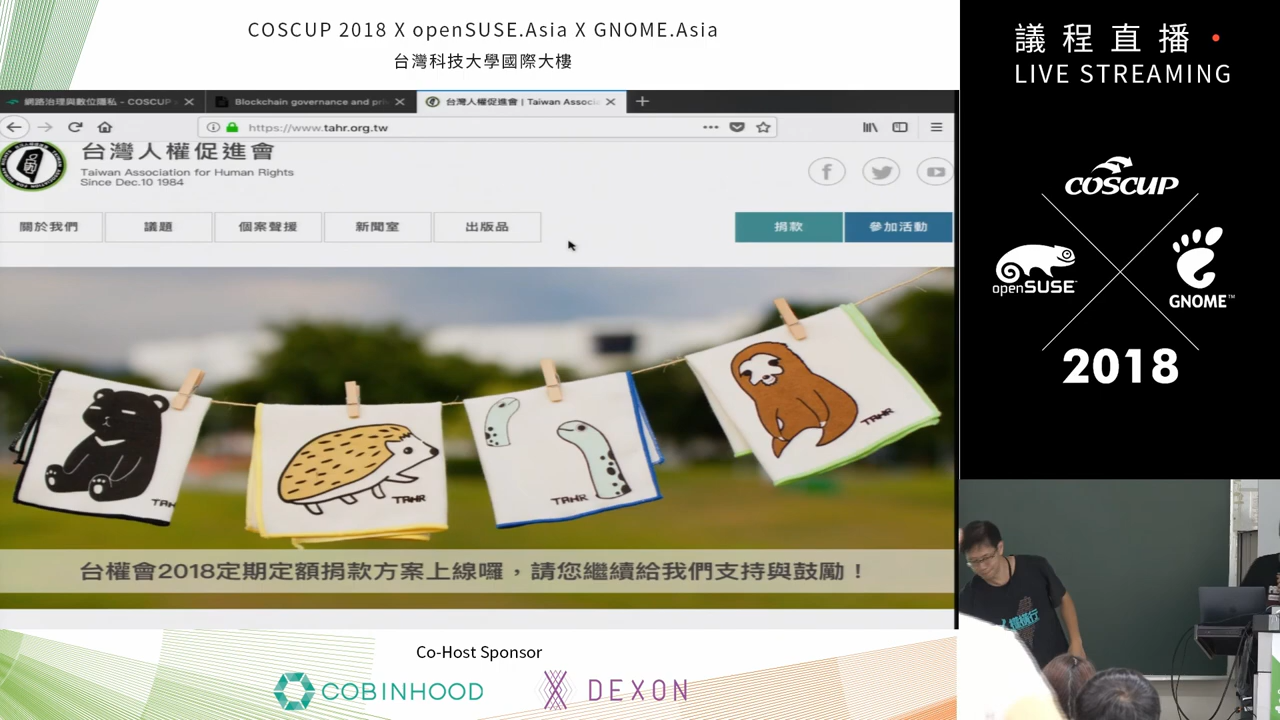 COSCUP 2018 X openSUSE.Asia X GNOME.Asia
台灣科技大學國際大樓
議程直播
LIVE STREAMING
網路治理與數位隱私 - COSCUP
Blockchain governance and pri
台灣人權促進會 | Taiwan Associ
https://www.tahr.org.tw
台灣人權促進會
Taiwan Association for Human Rights
Since Dec.10 1984
關於我們
議題
個案聲援
新聞室
出版品
捐款
參加活動
COSCUP
openSUSE
GNOME™
2018
TAHR
TAHR
TAHR
台權會2018定期定額捐款方案上線囉，請您繼續給我們支持與鼓勵！
Co-Host Sponsor
COBINHOOD
DEXON